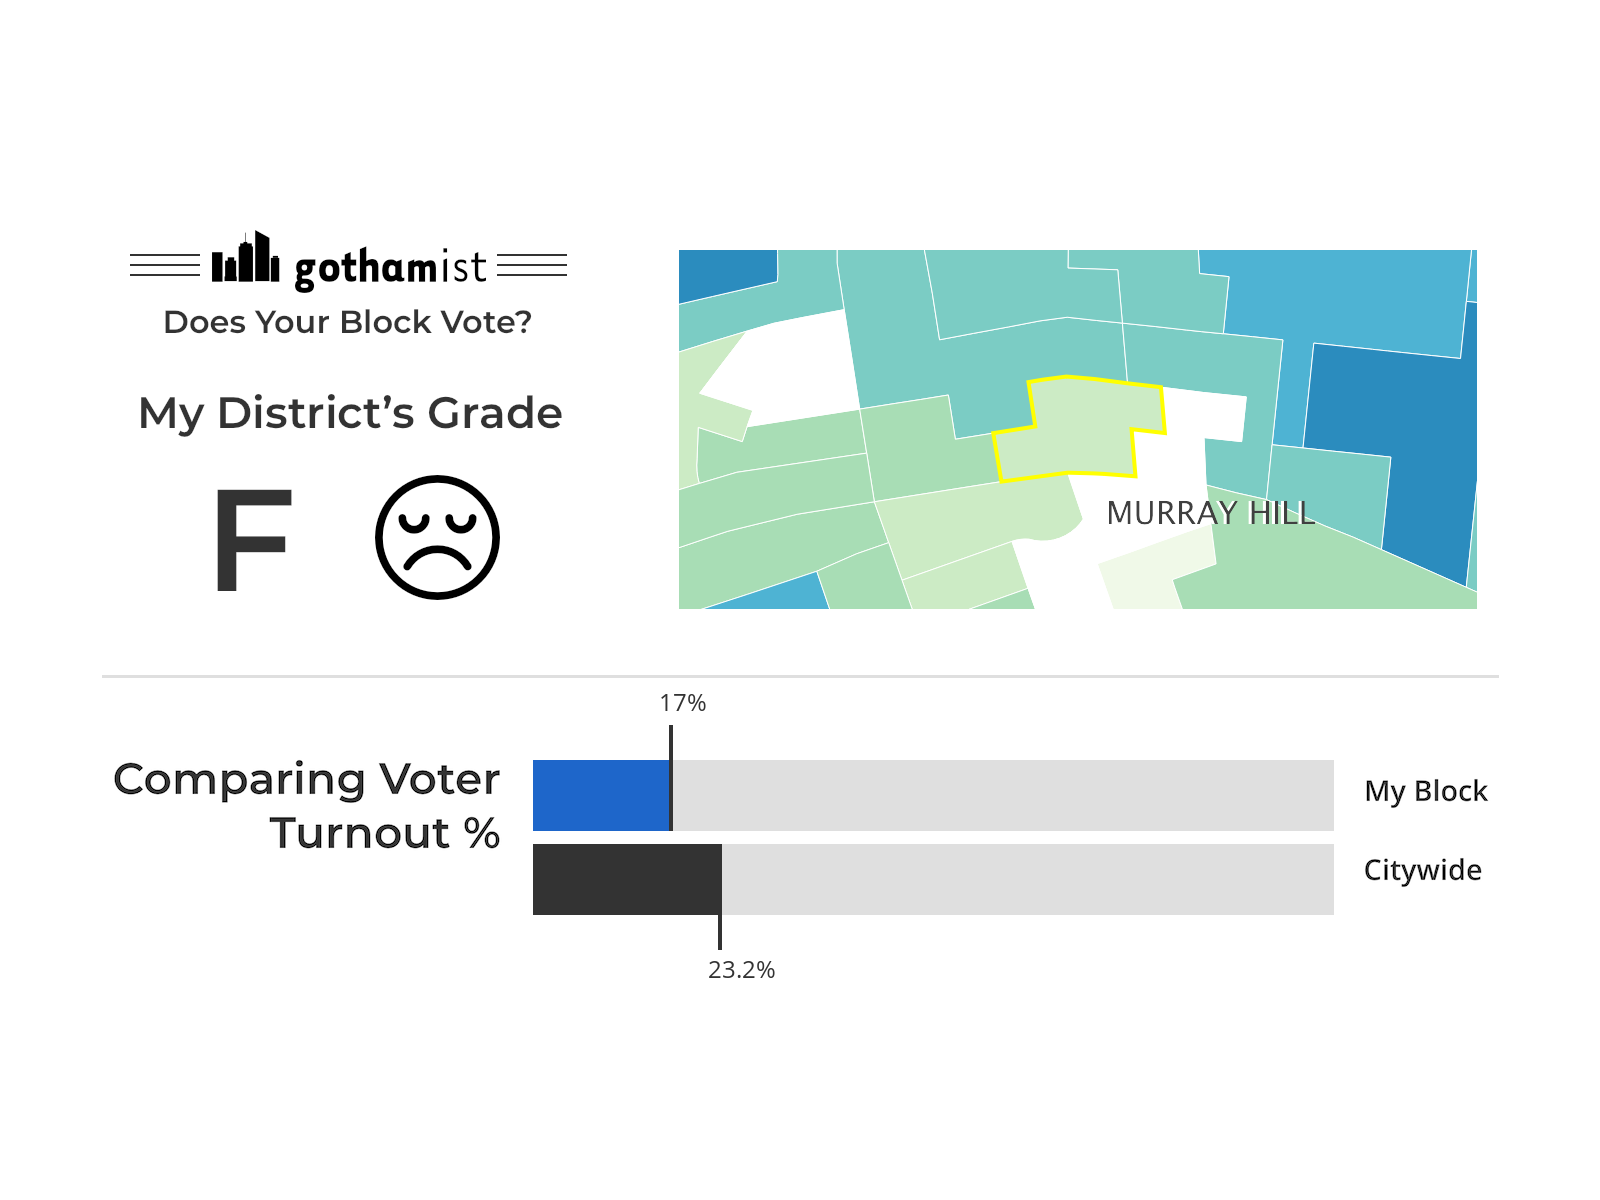 gothamist
Does Your Block Vote?
My District’s Grade
F
MURRAY HILL
17%
Comparing Voter
Turnout %
My Block
Citywide
23.2%